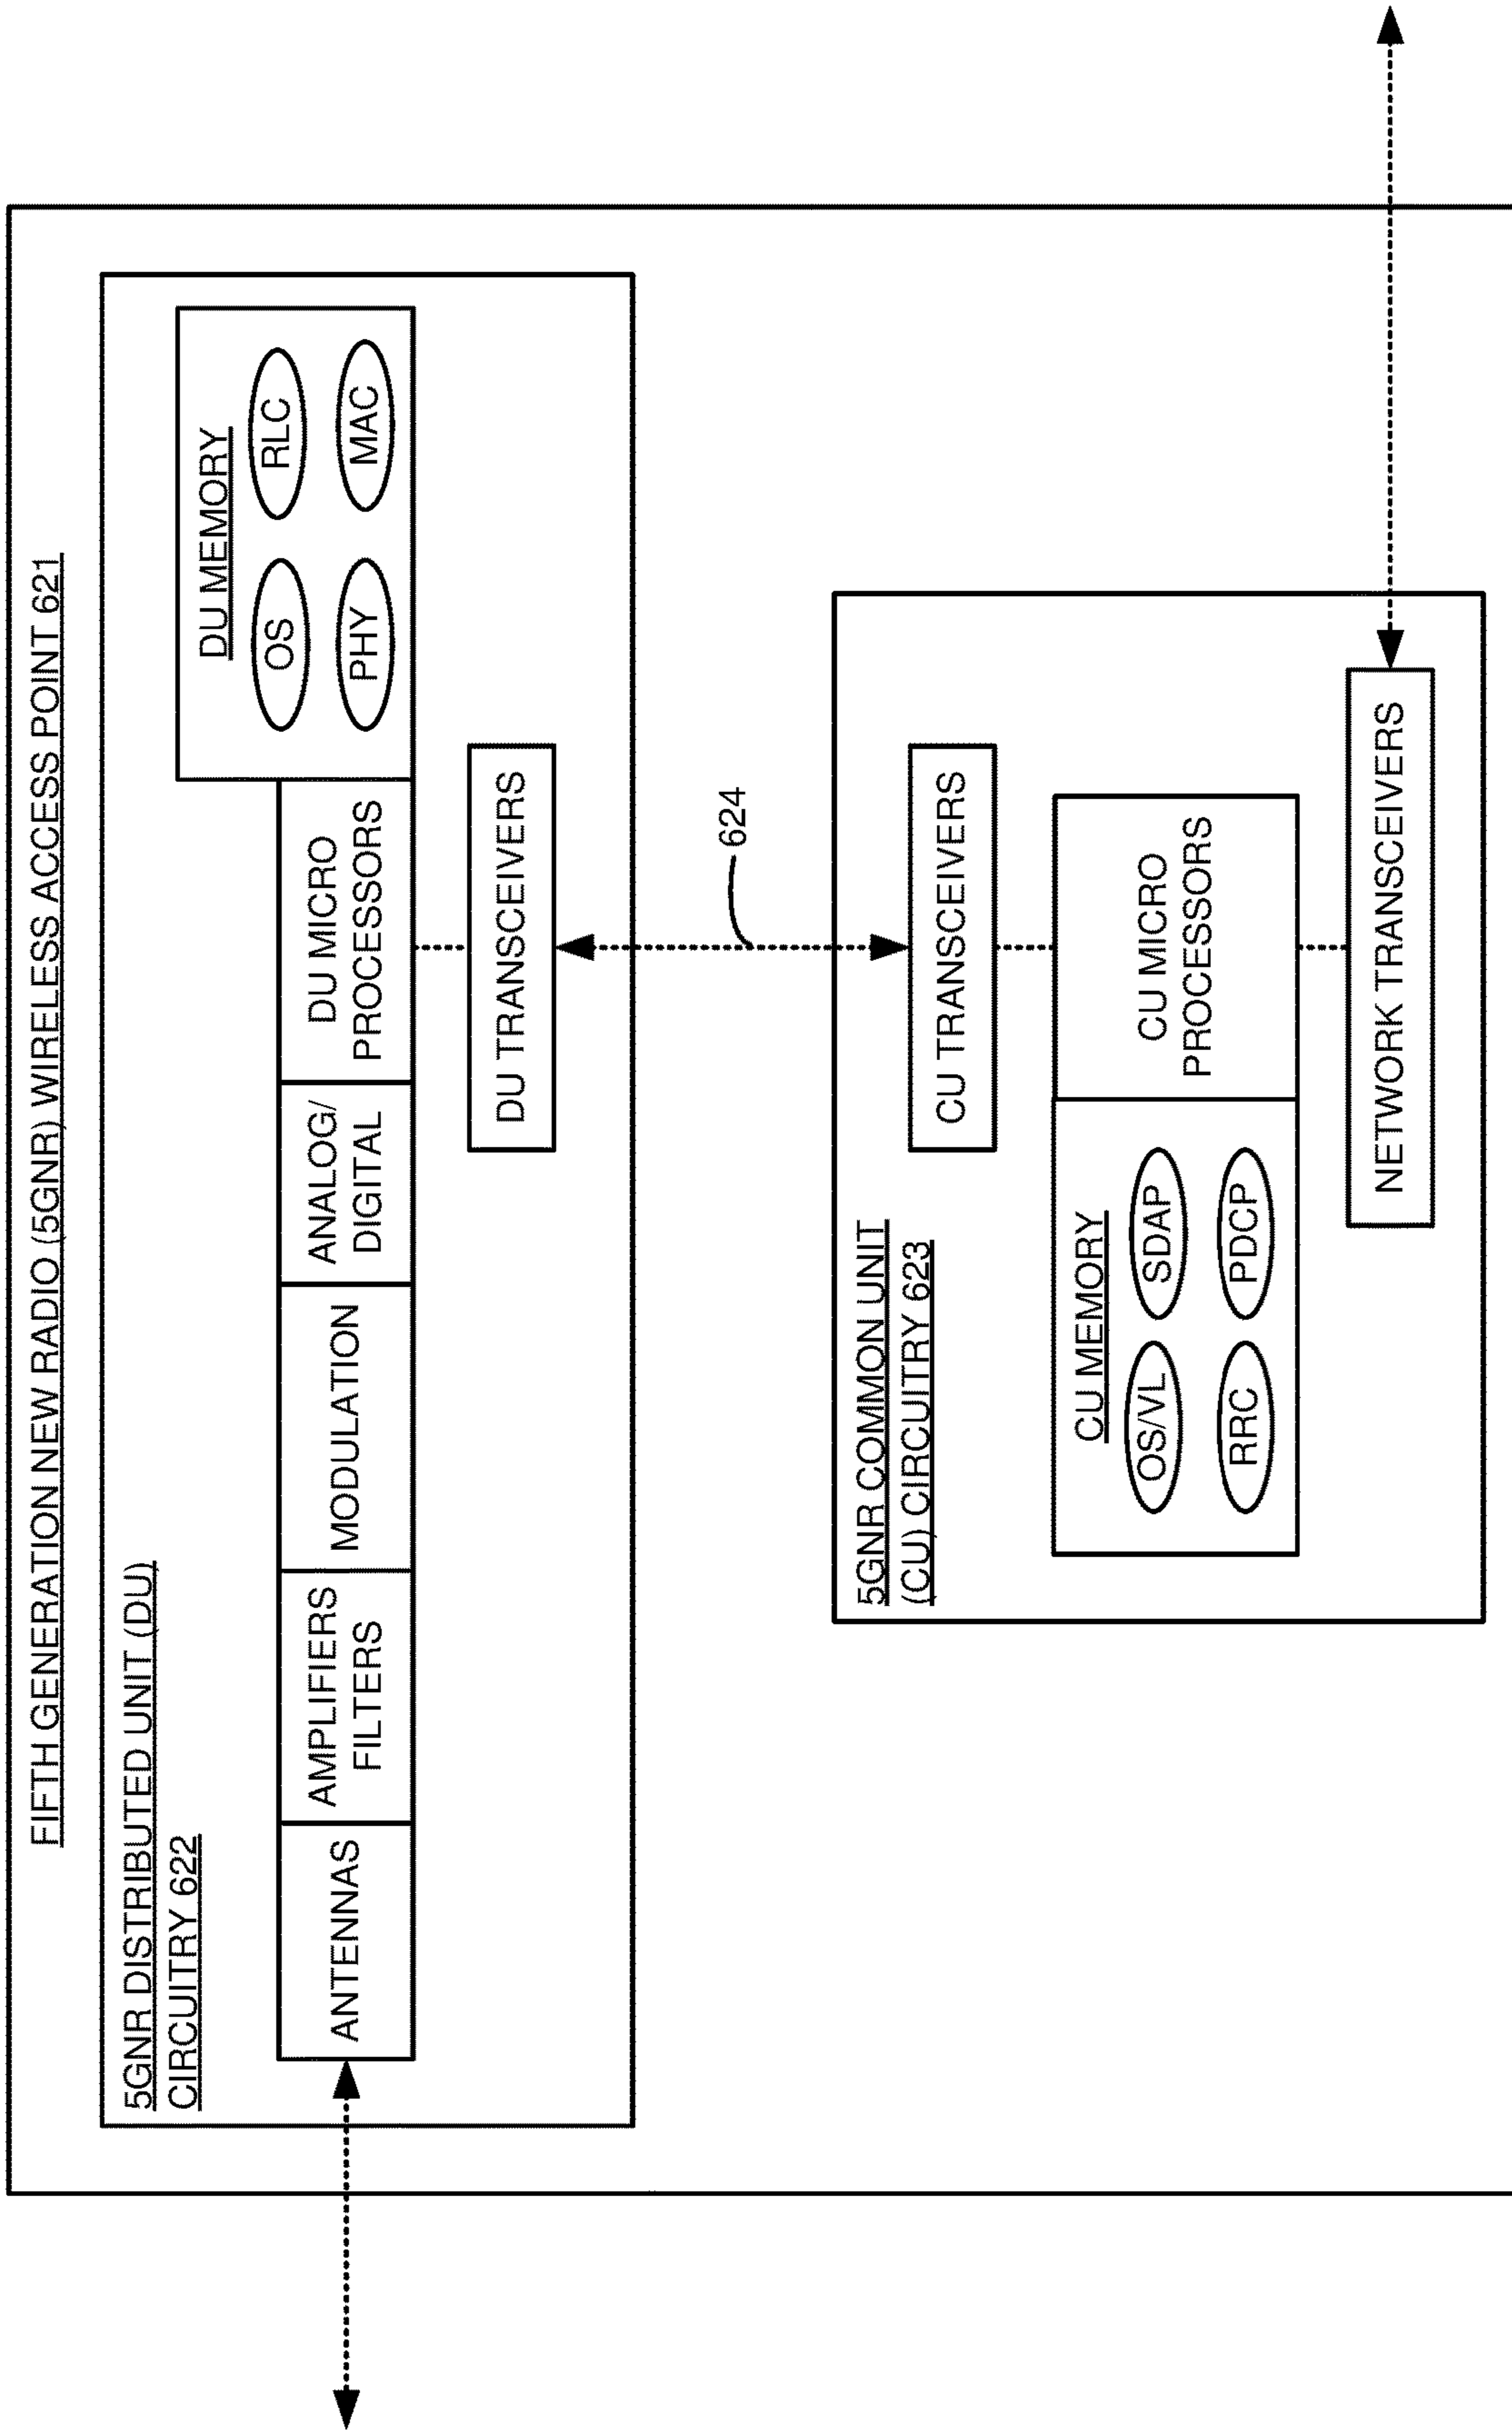 FIFTH GENERATION NEW RADIO (5GNR) WIRELESS ACCESS POINT 621
5GNR DISTRIBUTED UNIT (DU)
CIRCUITRY 622
ANTENNAS
AMPLIFIERS
FILTERS
MODULATION
ANALOG/
DIGITAL
DU MICRO
PROCESSORS
DU MEMORY
OS
RLC
PHY
MAC
DU TRANSCEIVERS
624
5GNR COMMON UNIT
(CU) CIRCUITRY 623
CU TRANSCEIVERS
CU MEMORY
OS/VL
SDAP
RRC
PDCP
CU MICRO
PROCESSORS
NETWORK TRANSCEIVERS